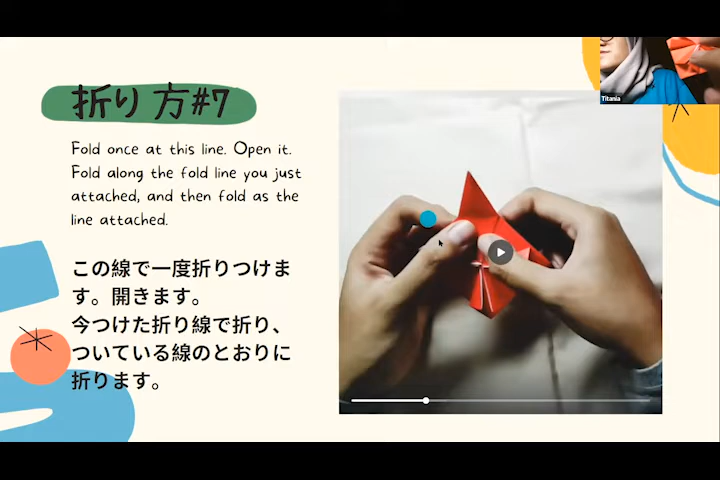 折り方#7
Fold once at this line. Open it.
Fold along the fold line you just
attached, and then fold as the
line attached.
この線で一度折りつけま
す。開きます。
今つけた折り線で折り、
ついている線のとおりに
折ります。
Titania